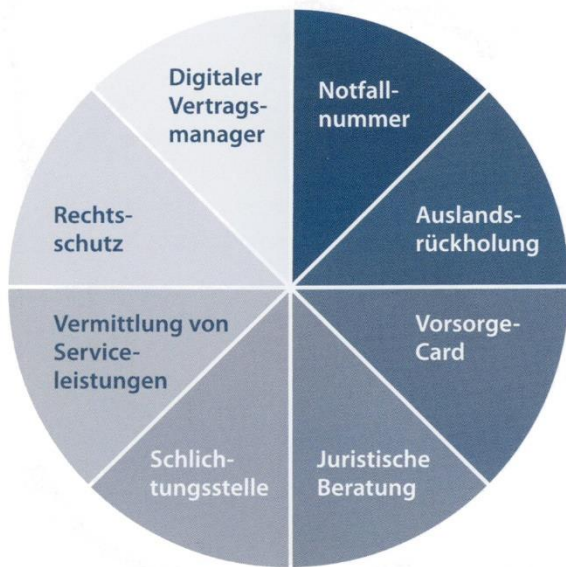 Digitaler
Vertrags-
manager
Notfall-
nummer
Auslands-
rückholung
Vorsorge-
Card
Juristische
Beratung
Schlich-
tungsstelle
Vermittlung von
Service-
leistungen
Rechts-
schutz